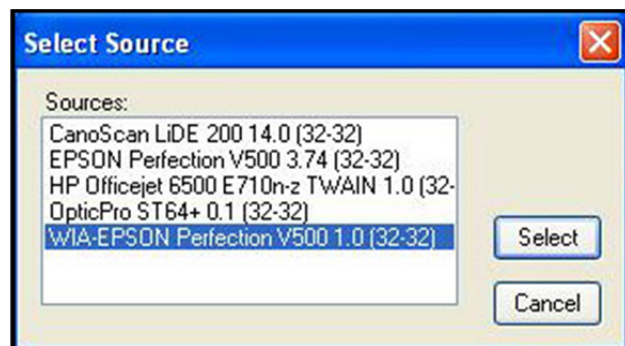 Select Source
Sources:
CanoScan LiDE 200 14.0 (32-32)
EPSON Perfection V500 3.74 (32-32)
HP Officejet 6500 E710n-z TWAIN 1.0 (32-
OpticPro ST64+ 0.1 (32-32)
WIA-EPSON Perfection V500 1.0 (32-32)
Select
Cancel